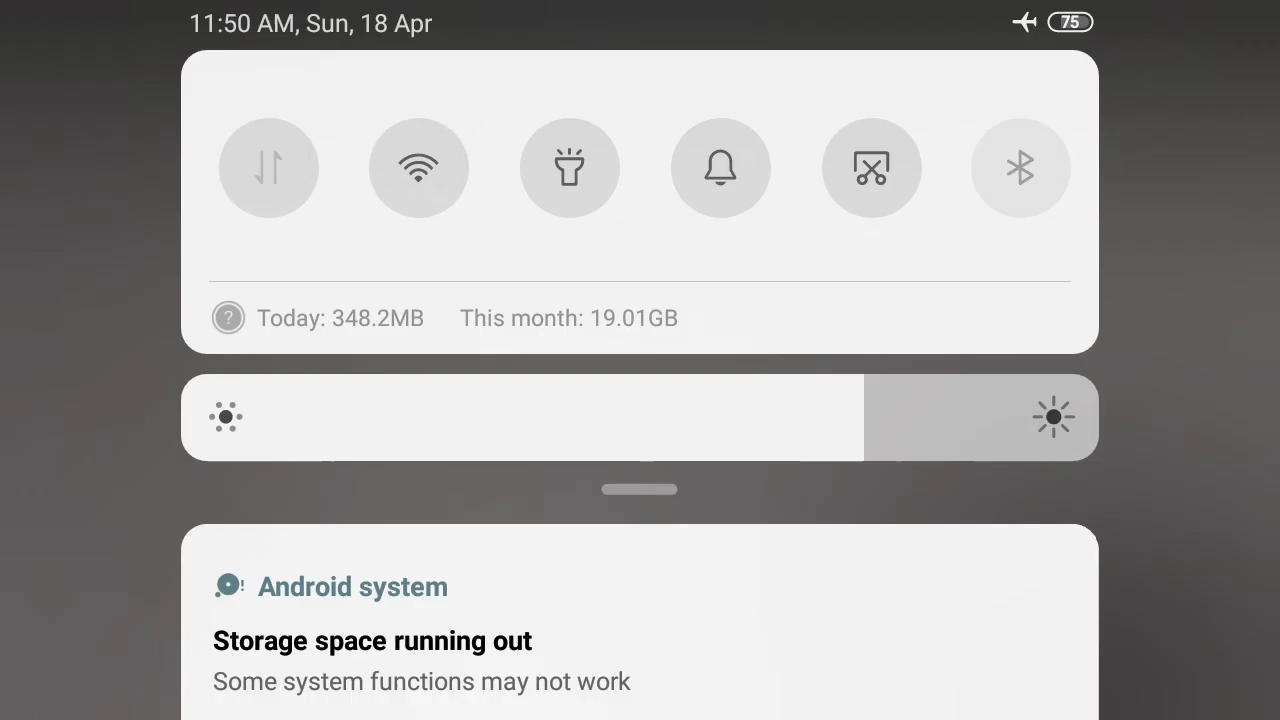 11:50 AM, Sun, 18 Apr 75
? Today: 348.2MB This month: 19.01GB
Android system
Storage space running out
Some system functions may not work